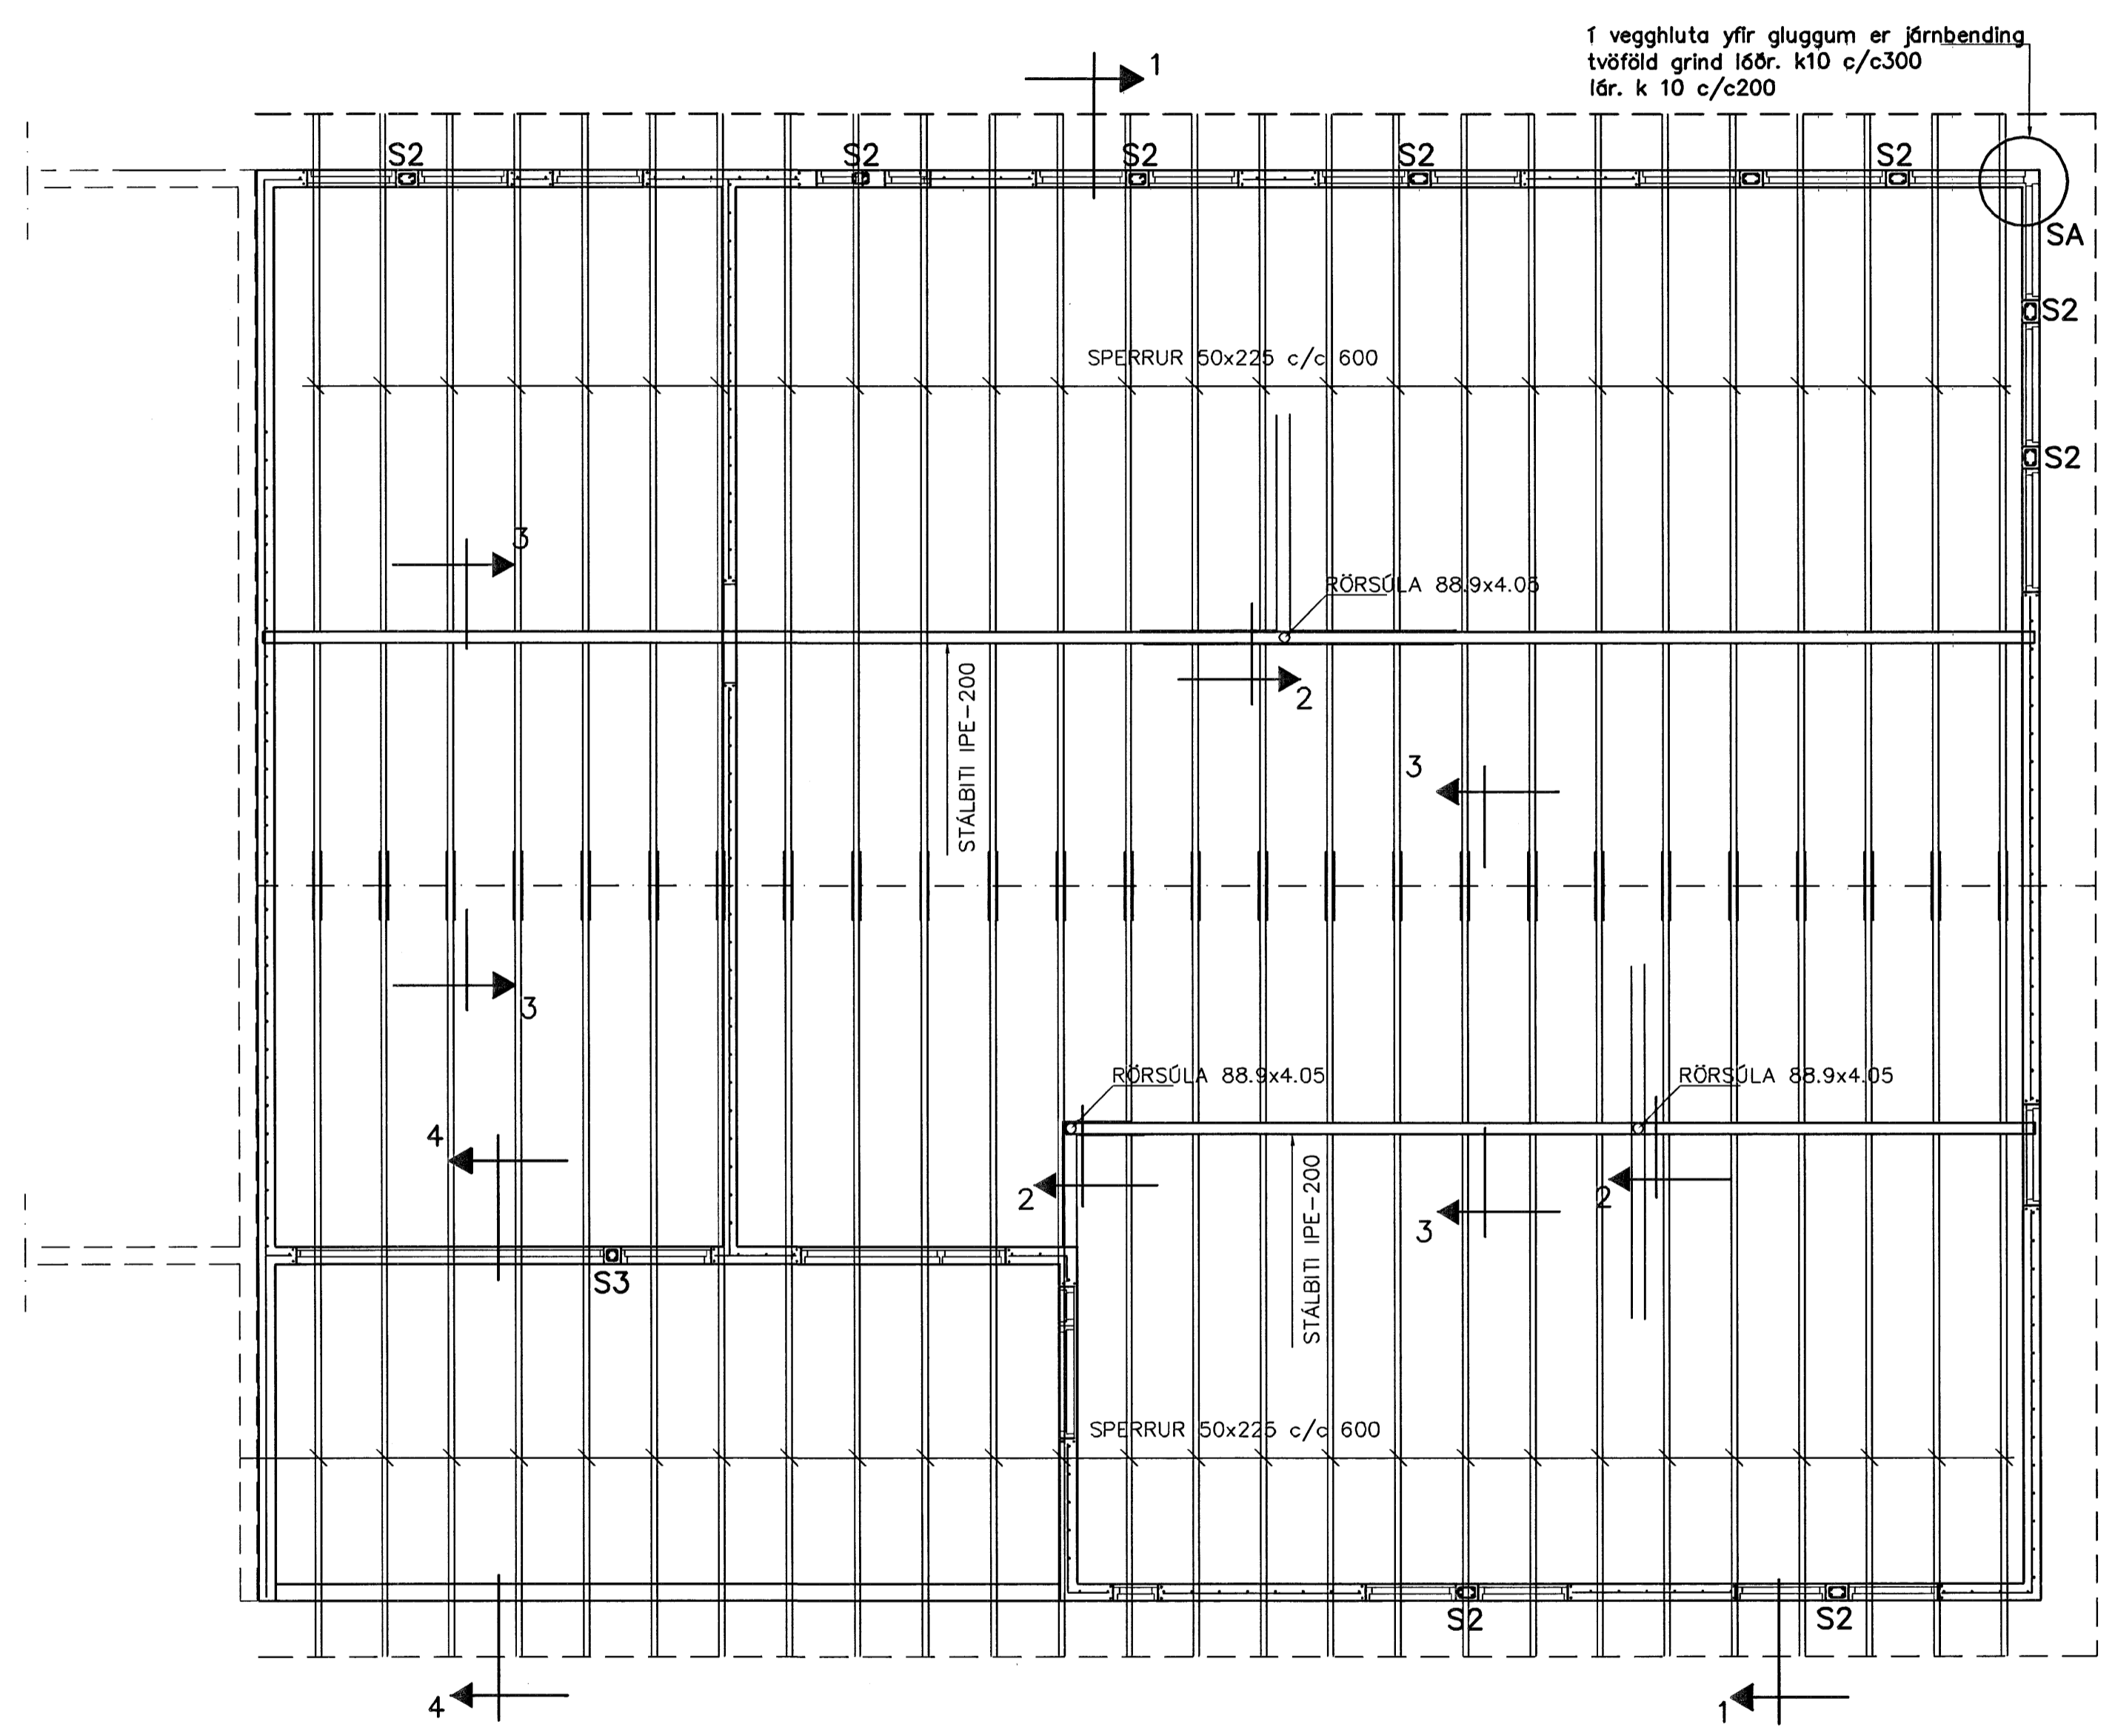 Í vegghluta yfir gluggum er járnbending
tvöföld grind lóðr. k10 c/c300
lár. k 10 c/c200
1
S2
S2
S2
S2
S2
SA
S2
SPERRUR 50x225 c/c 600
S2
3
RÖRSÚLA 88.9x4.05
2
STÁLBITI IPE-200
3
3
RÖRSÚLA 88.9x4.05
RÖRSÚLA 88.9x4.05
4
2
2
3
STÁLBITI IPE-200
S3
SPERRUR 50x225 c/c 600
S2
S2
4
1